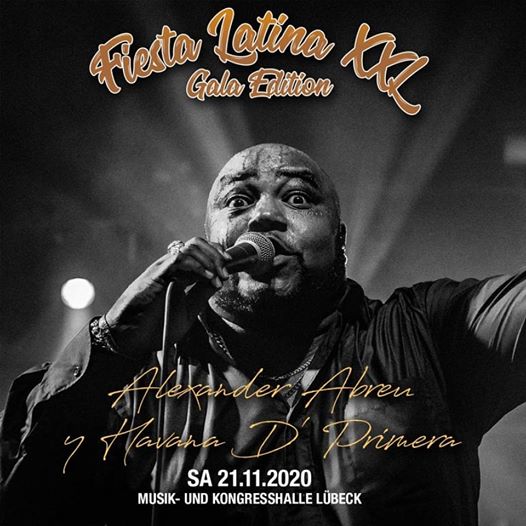 Fiesta Latina XXL
Gala Edition
Alexander Abreu
y Havana D' Primera
SA 21.11.2020
MUSIK- UND KONGRESSHALLE LÜBECK